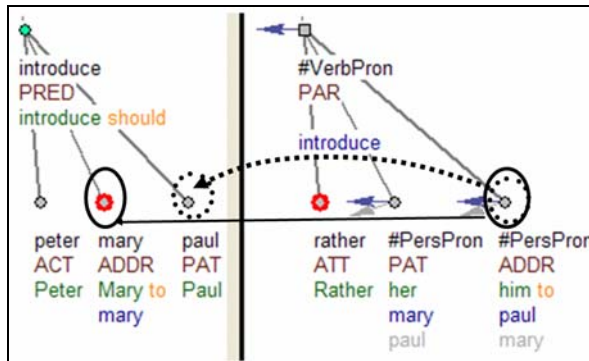 introduce
PRED
introduce should
peter
ACT
Peter
mary
ADDR
Mary to
mary
paul
PAT
Paul
#VerbPron
PAR
introduce
rather
ATT
Rather
#PersPron
PAT
her
mary
paul
#PersPron
ADDR
him to
paul
mary